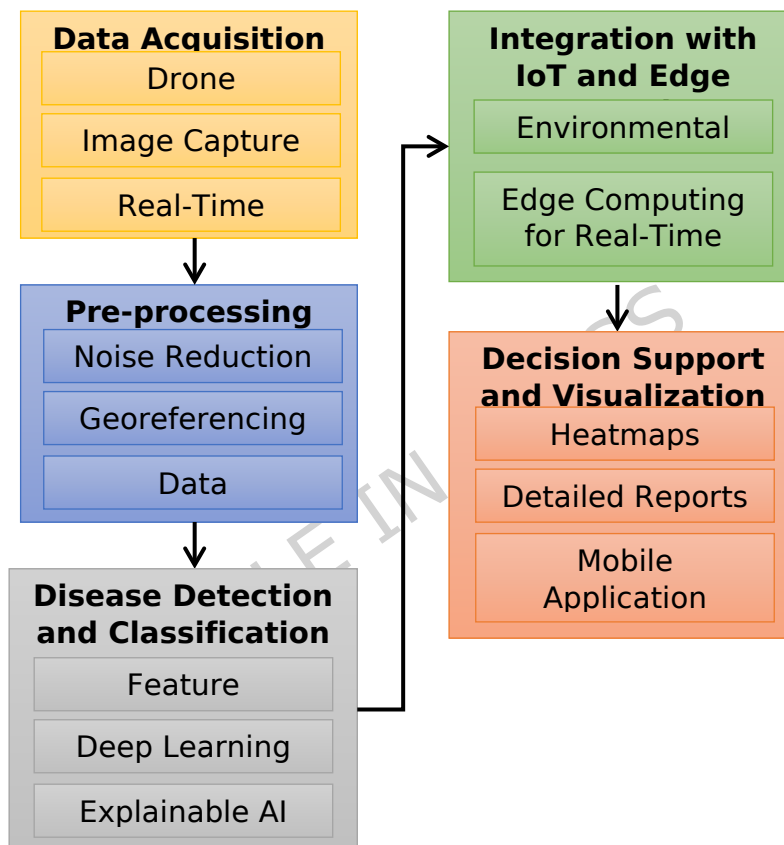 Data Acquisition
Drone
Image Capture
Real-Time
Pre-processing
Noise Reduction
Georeferencing
Data
Disease Detection
and Classification
Feature
Deep Learning
Explainable AI
Integration with
IoT and Edge
Environmental
Edge Computing
for Real-Time
Decision Support
and Visualization
Heatmaps
Detailed Reports
Mobile
Application
IN